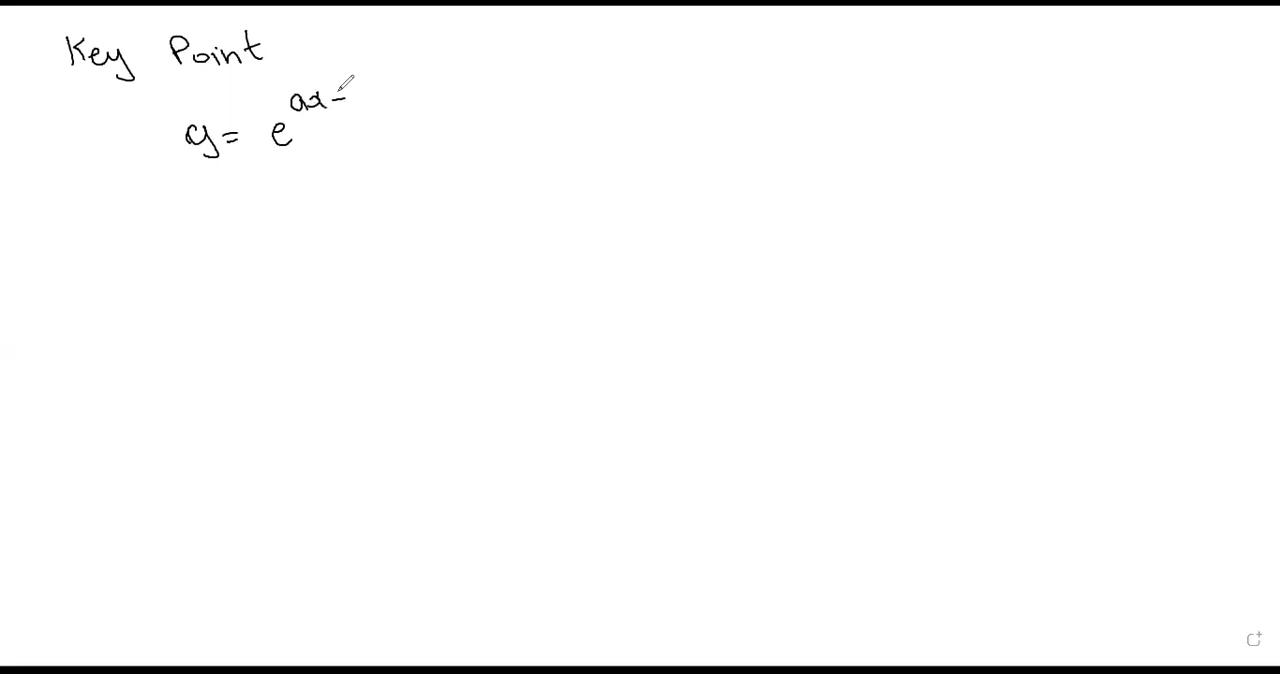 Key Point
y = e^{ax-